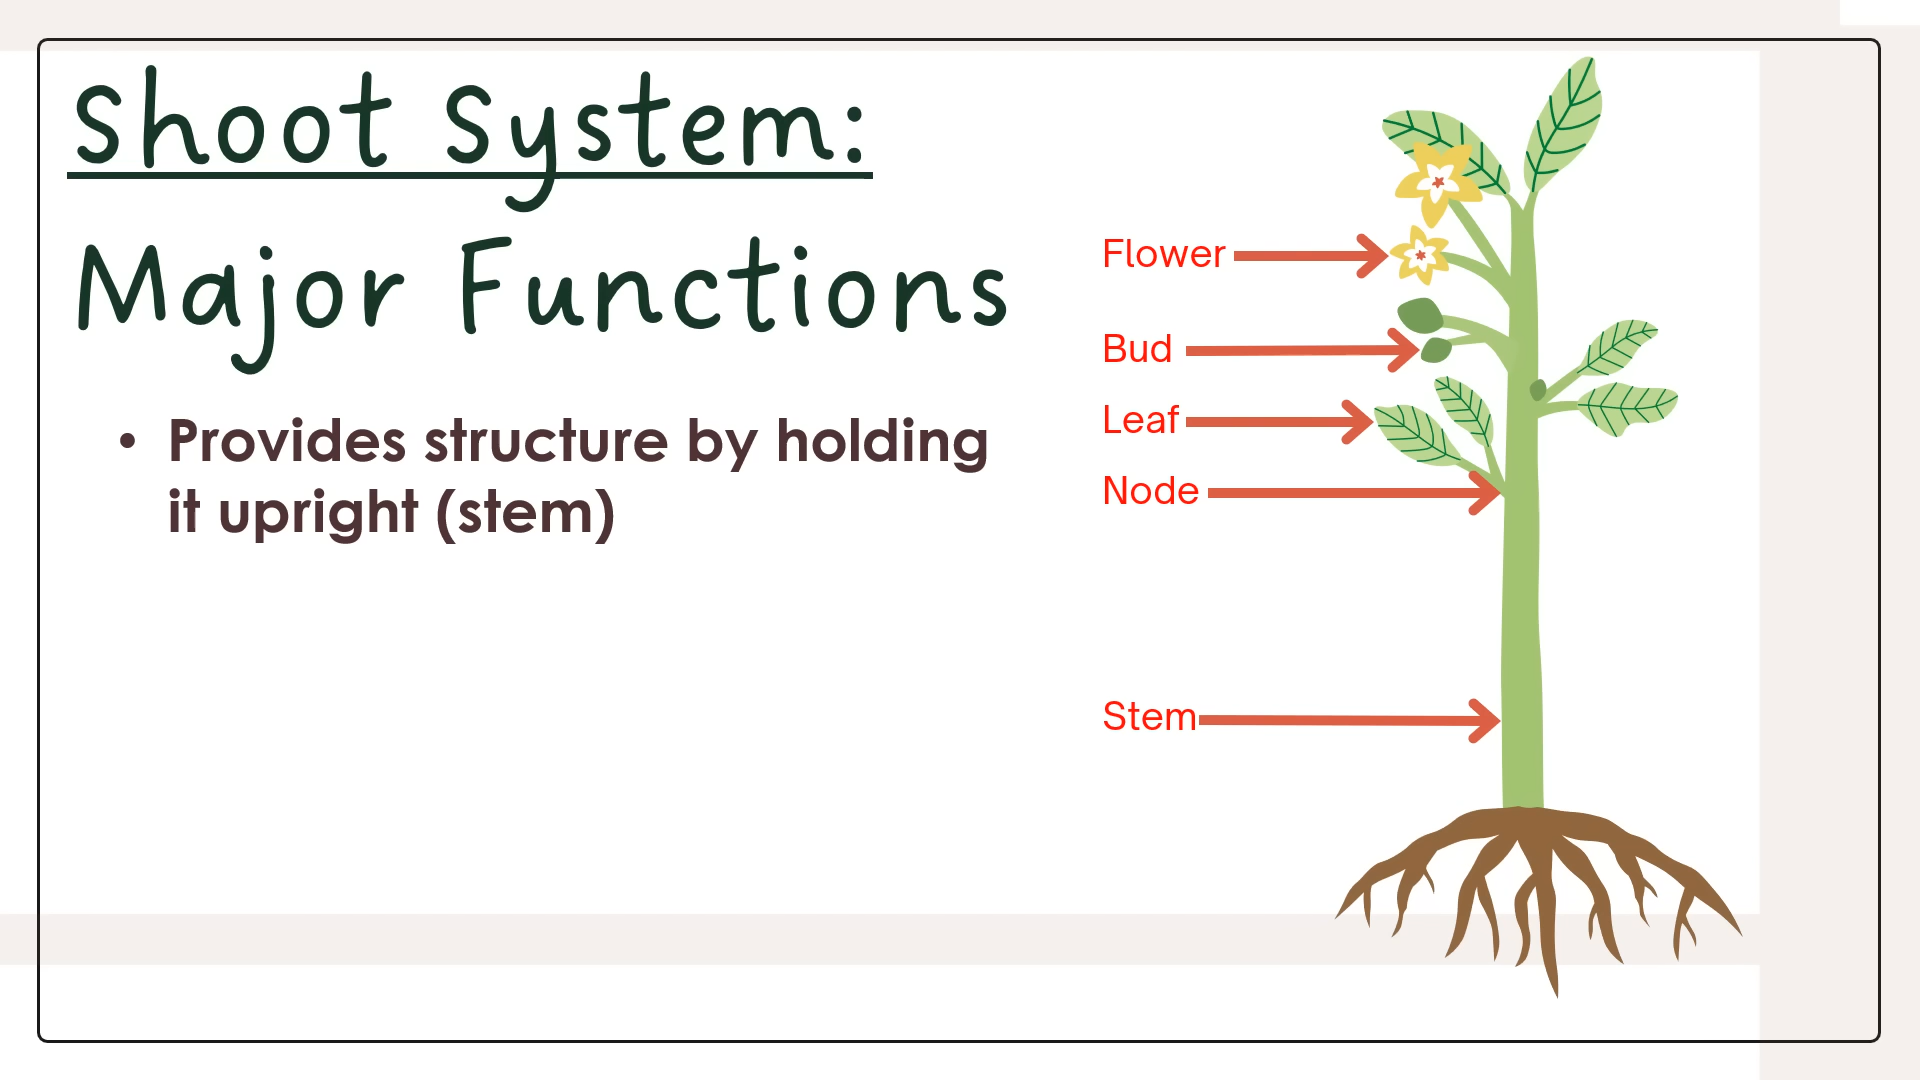 Shoot System:
Major Functions
• Provides structure by holding
it upright (stem)
Flower
Bud
Leaf
Node
Stem